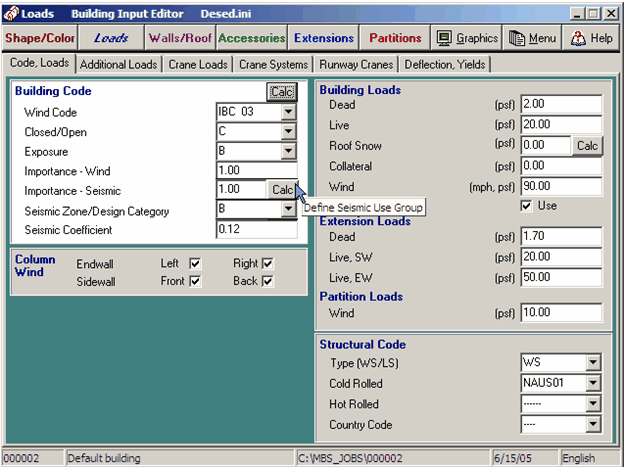 Loads Building Input Editor Desed.ini
Shape/Color Loads Walls/Roof Accessories Extensions Partitions Graphics Menu Help
Code, Loads Additional Loads Crane Loads Crane Systems Runway Cranes Deflection, Yields
Building Code Calc
Wind Code IBC 03
Closed/Open C
Exposure B
Importance - Wind 1.00
Importance - Seismic 1.00 Calc
Define Seismic Use Group
Seismic Zone/Design Category B
Seismic Coefficient 0.12
Column Wind
Endwall Left Right
Sidewall Front Back
Building Loads
Dead (psf) 2.00
Live (psf) 20.00
Roof Snow (psf) 0.00 Calc
Collateral (psf) 0.00
Wind (mph, psf) 90.00
Use
Extension Loads
Dead (psf) 1.70
Live, SW (psf) 20.00
Live, EW (psf) 50.00
Partition Loads
Wind (psf) 10.00
Structural Code
Type (WS/LS) WS
Cold Rolled NAUS01
Hot Rolled ------
Country Code ----
000002 Default building C:\MBS_JOBS\000002 6/15/05 English